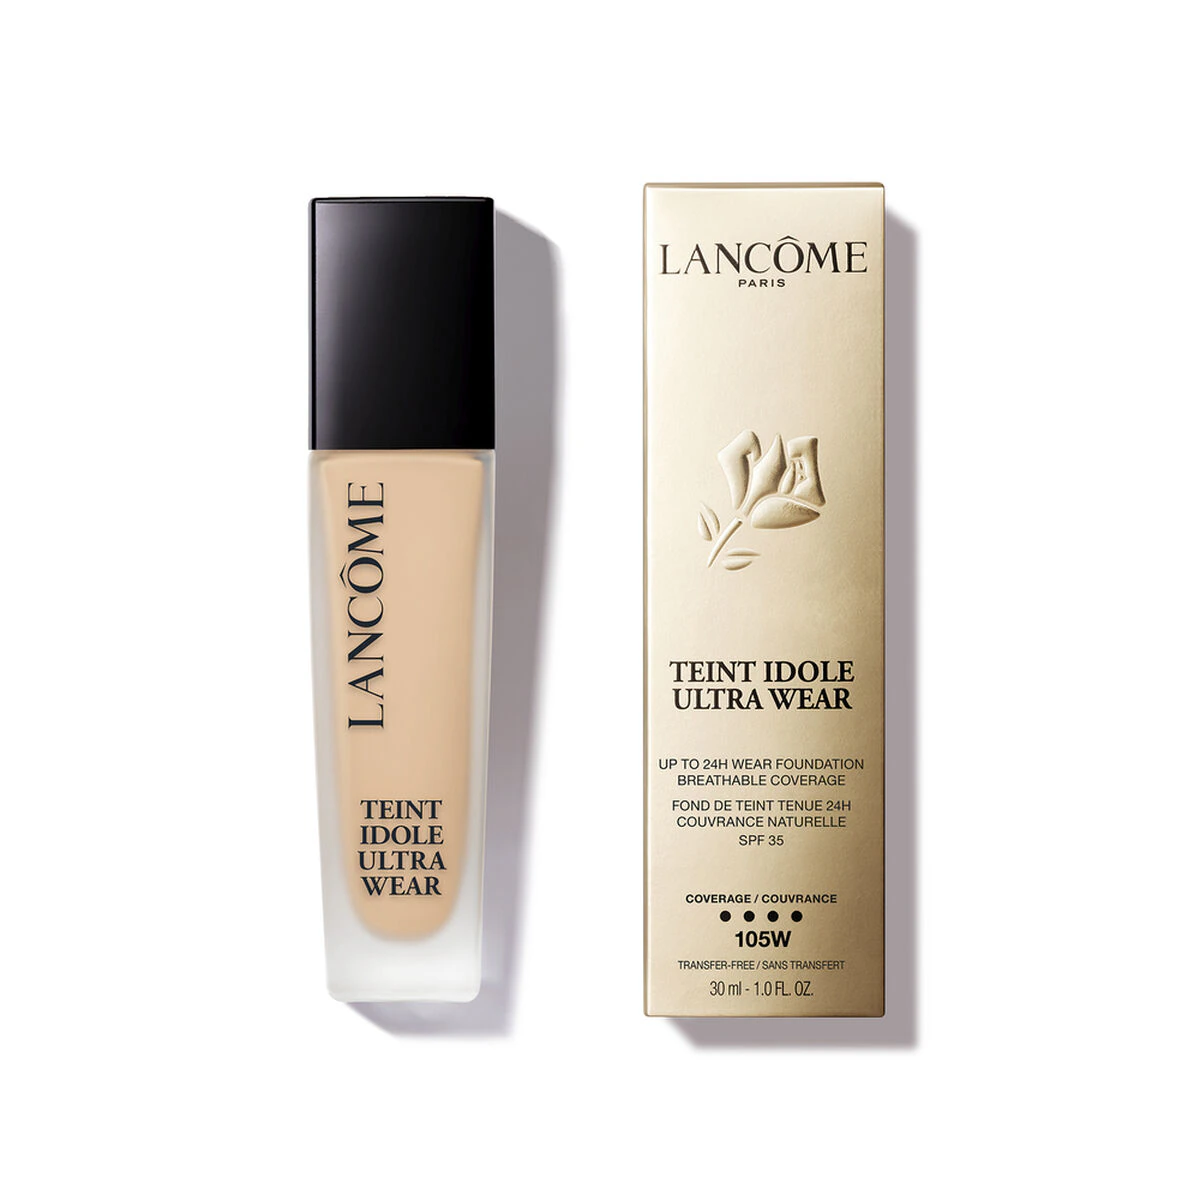 LANCÔME
TEINT
IDOLE
ULTRA
WEAR
LANCÔME
PARIS
TEINT IDOLE
ULTRA WEAR
UP TO 24H WEAR FOUNDATION
BREATHABLE COVERAGE
FOND DE TEINT TENUE 24H
COUVRANCE NATURELLE
SPF 35
COVERAGE / COUVRANCE
105W
TRANSFER-FREE / SANS TRANSFERT
30 ml - 1.0 FL. OZ.